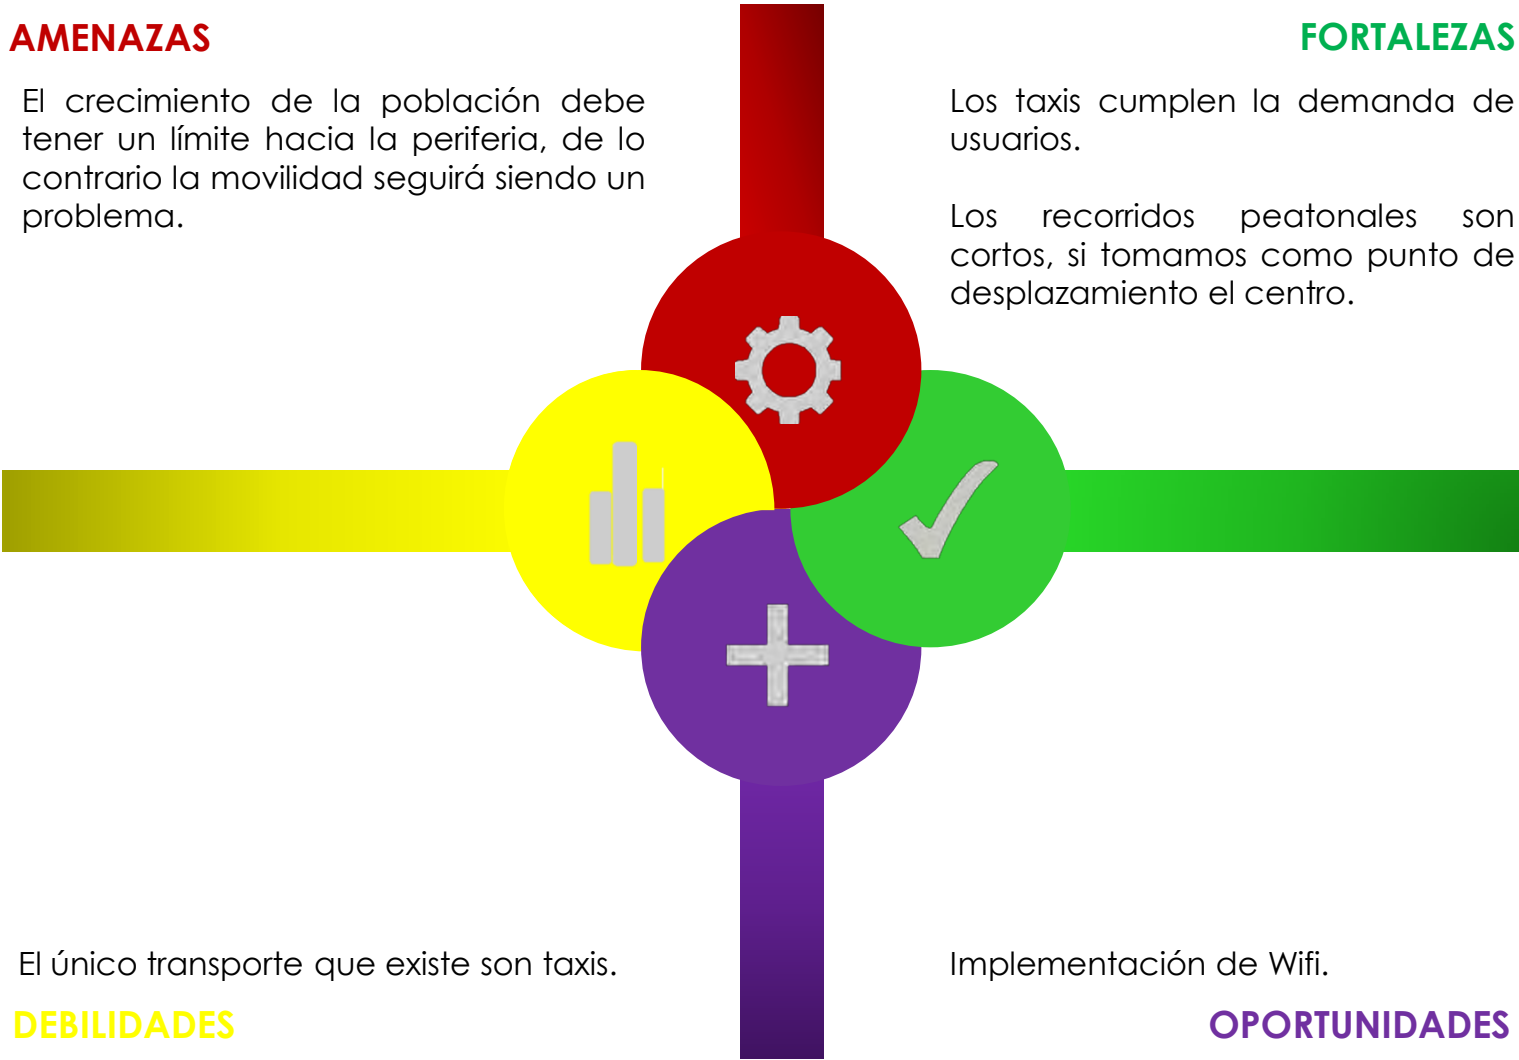 AMENAZAS
El crecimiento de la población debe
tener un límite hacia la periferia, de lo
contrario la movilidad seguirá siendo un
problema.
FORTALEZAS
Los taxis cumplen la demanda de
usuarios.
Los recorridos peatonales son
cortos, si tomamos como punto de
desplazamiento el centro.
El único transporte que existe son taxis.
DEBILIDADES
Implementación de Wifi.
OPORTUNIDADES